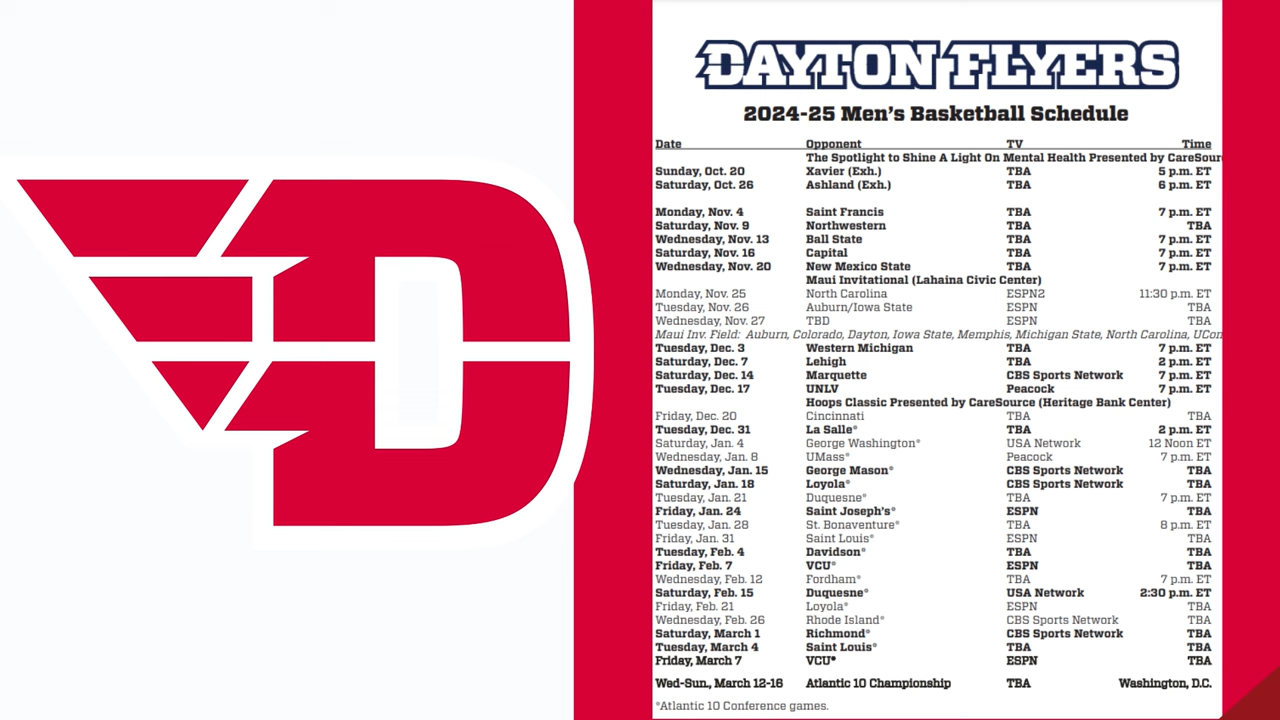 DAYTON FLYERS
2024-25 Men's Basketball Schedule
Date Opponent TV Time
The Spotlight to Shine A Light On Mental Health Presented by CareSour
Sunday, Oct. 20 Xavier (Exh.) TBA 5 p.m. ET
Saturday, Oct. 26 Ashland (Exh.) TBA 6 p.m. ET
Monday, Nov. 4 Saint Francis TBA 7 p.m. ET
Saturday, Nov. 9 Northwestern TBA TBA
Wednesday, Nov. 13 Ball State TBA 7 p.m. ET
Saturday, Nov. 16 Capital TBA 7 p.m. ET
Wednesday, Nov. 20 New Mexico State TBA 7 p.m. ET
Maui Invitational (Lahaina Civic Center)
Monday, Nov. 25 North Carolina ESPN2 11:30 p.m. ET
Tuesday, Nov. 26 Auburn/Iowa State ESPN TBA
Wednesday, Nov. 27 TBD ESPN TBA
Maui Inv. Field: Auburn, Colorado, Dayton, Iowa State, Memphis, Michigan State, North Carolina, UCon
Tuesday, Dec. 3 Western Michigan TBA 7 p.m. ET
Saturday, Dec. 7 Lehigh TBA 2 p.m. ET
Saturday, Dec. 14 Marquette CBS Sports Network 7 p.m. ET
Tuesday, Dec. 17 UNLV Peacock 7 p.m. ET
Hoops Classic Presented by CareSource (Heritage Bank Center)
Friday, Dec. 20 Cincinnati TBA TBA
Tuesday, Dec. 31 La Salle* TBA 2 p.m. ET
Saturday, Jan. 4 George Washington* USA Network 12 Noon ET
Wednesday, Jan. 8 UMass* Peacock 7 p.m. ET
Wednesday, Jan. 15 George Mason* CBS Sports Network TBA
Saturday, Jan. 18 Loyola* CBS Sports Network TBA
Tuesday, Jan. 21 Duquesne* TBA 7 p.m. ET
Friday, Jan. 24 Saint Joseph's* ESPN TBA
Tuesday, Jan. 28 St. Bonaventure* TBA 8 p.m. ET
Friday, Jan. 31 Saint Louis* ESPN TBA
Tuesday, Feb. 4 Davidson* TBA TBA
Friday, Feb. 7 VCU* ESPN TBA
Wednesday, Feb. 12 Fordham* TBA 7 p.m. ET
Saturday, Feb. 15 Duquesne* USA Network 2:30 p.m. ET
Friday, Feb. 21 Loyola* ESPN TBA
Wednesday, Feb. 26 Rhode Island* CBS Sports Network TBA
Saturday, March 1 Richmond* CBS Sports Network TBA
Tuesday, March 4 Saint Louis* TBA TBA
Friday, March 7 VCU* ESPN TBA
Wed-Sun., March 12-16 Atlantic 10 Championship TBA Washington, D.C.
*Atlantic 10 Conference games.